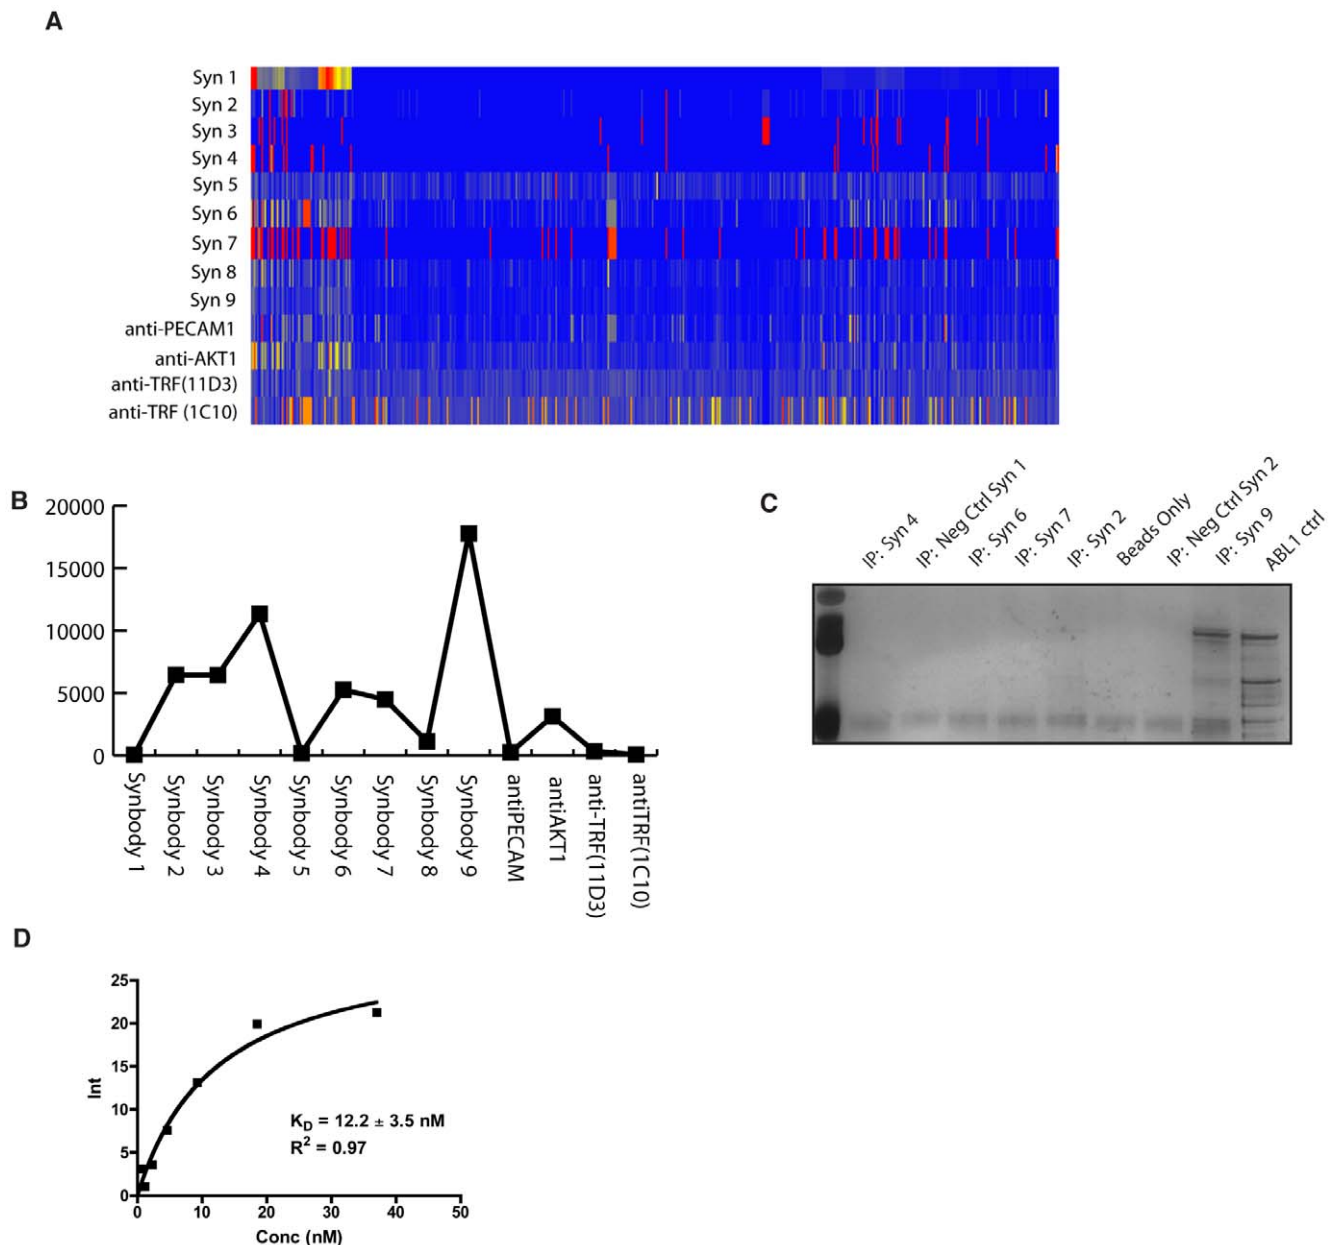 A
Syn 1
Syn 2
Syn 3
Syn 4
Syn 5
Syn 6
Syn 7
Syn 8
Syn 9
anti-PECAM1
anti-AKT1
anti-TRF(11D3)
anti-TRF (1C10)
B
20000
15000
10000
5000
0
Synbody 1
Synbody 2
Synbody 3
Synbody 4
Synbody 5
Synbody 6
Synbody 7
Synbody 8
Synbody 9
antiPECAM
antiAKT1
anti-TRF(11D3)
antiTRF(1C10)
C
IP: Syn 4
IP: Neg Ctrl Syn 1
IP: Syn 6
IP: Syn 7
IP: Syn 2
Beads Only
IP: Neg Ctrl Syn 2
IP: Syn 9
ABL1 ctrl
D
25
20
15
10
5
0
Int
K_D = 12.2 ± 3.5 nM
R² = 0.97
0 10 20 30 40 50
Conc (nM)